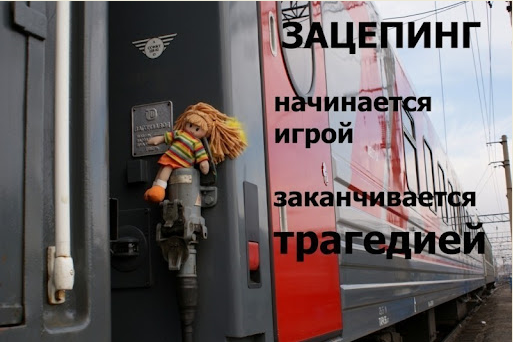 ЗАЦЕПИНГ
начинается
игрой
заканчивается
трагедией